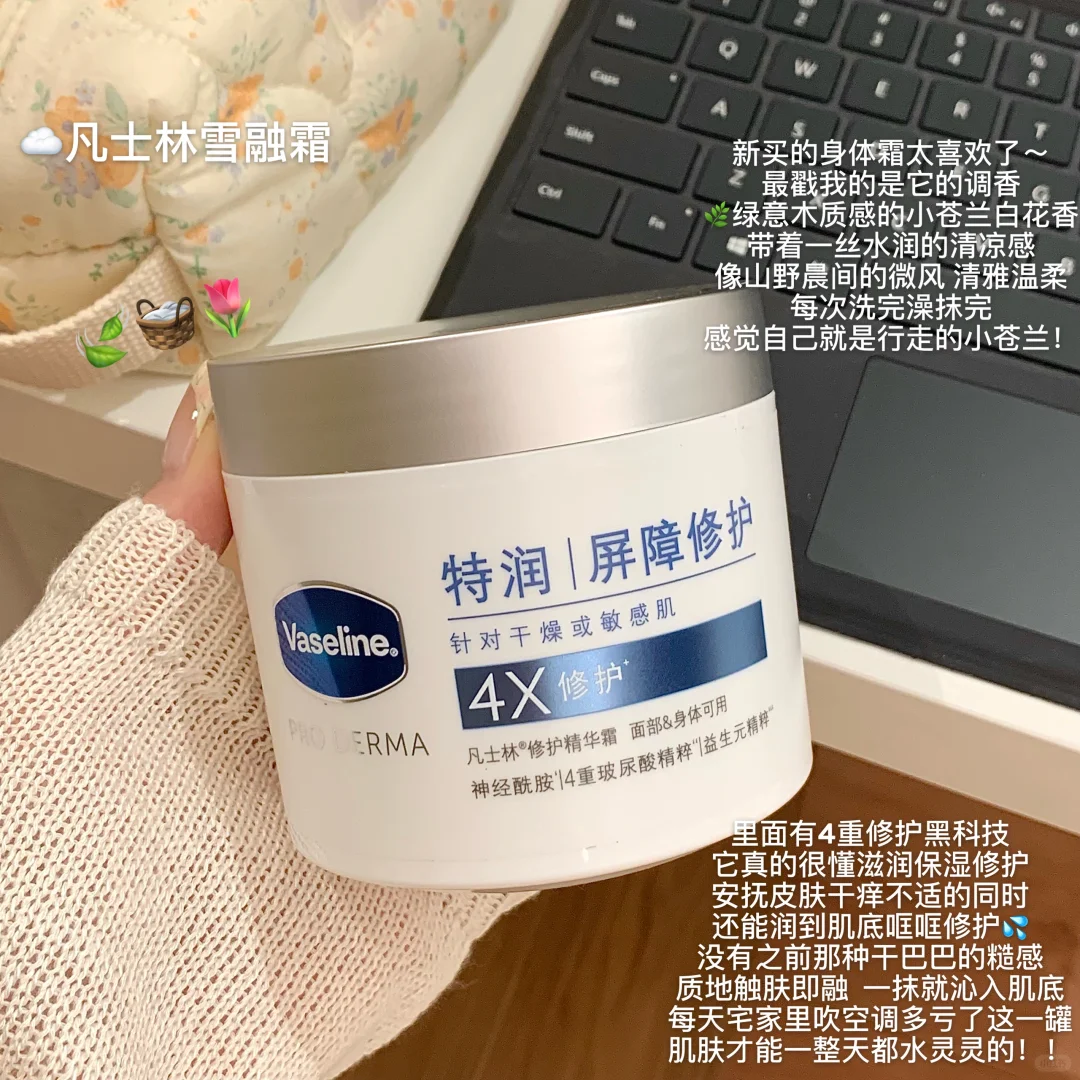 凡士林雪融霜
新买的身体霜太喜欢了～
最戳我的是它的调香
绿意木质感的小苍兰白花香
带着一丝水润的清凉感
像山野晨间的微风 清雅温柔
每次洗完澡抹完
感觉自己就是行走的小苍兰！
Tab
Q
W
E
R
T
Caps
A
S
Shift
Z
Ctrl
Fn
G
2
3
$
4
%
5
特润|屏障修护
针对干燥或敏感肌
Vaseline®
4X修护+
PRO DERMA
凡士林®修护精华霜 面部&身体可用
神经酰胺|4重玻尿酸精粹|益生元精粹
里面有4重修护黑科技
它真的很懂滋润保湿修护
安抚皮肤干痒不适的同时
还能润到肌底哐哐修护
没有之前那种干巴巴的糙感
质地触肤即融 一抹就沁入肌底
每天宅家里吹空调多亏了这一罐
肌肤才能一整天都水灵灵的！！